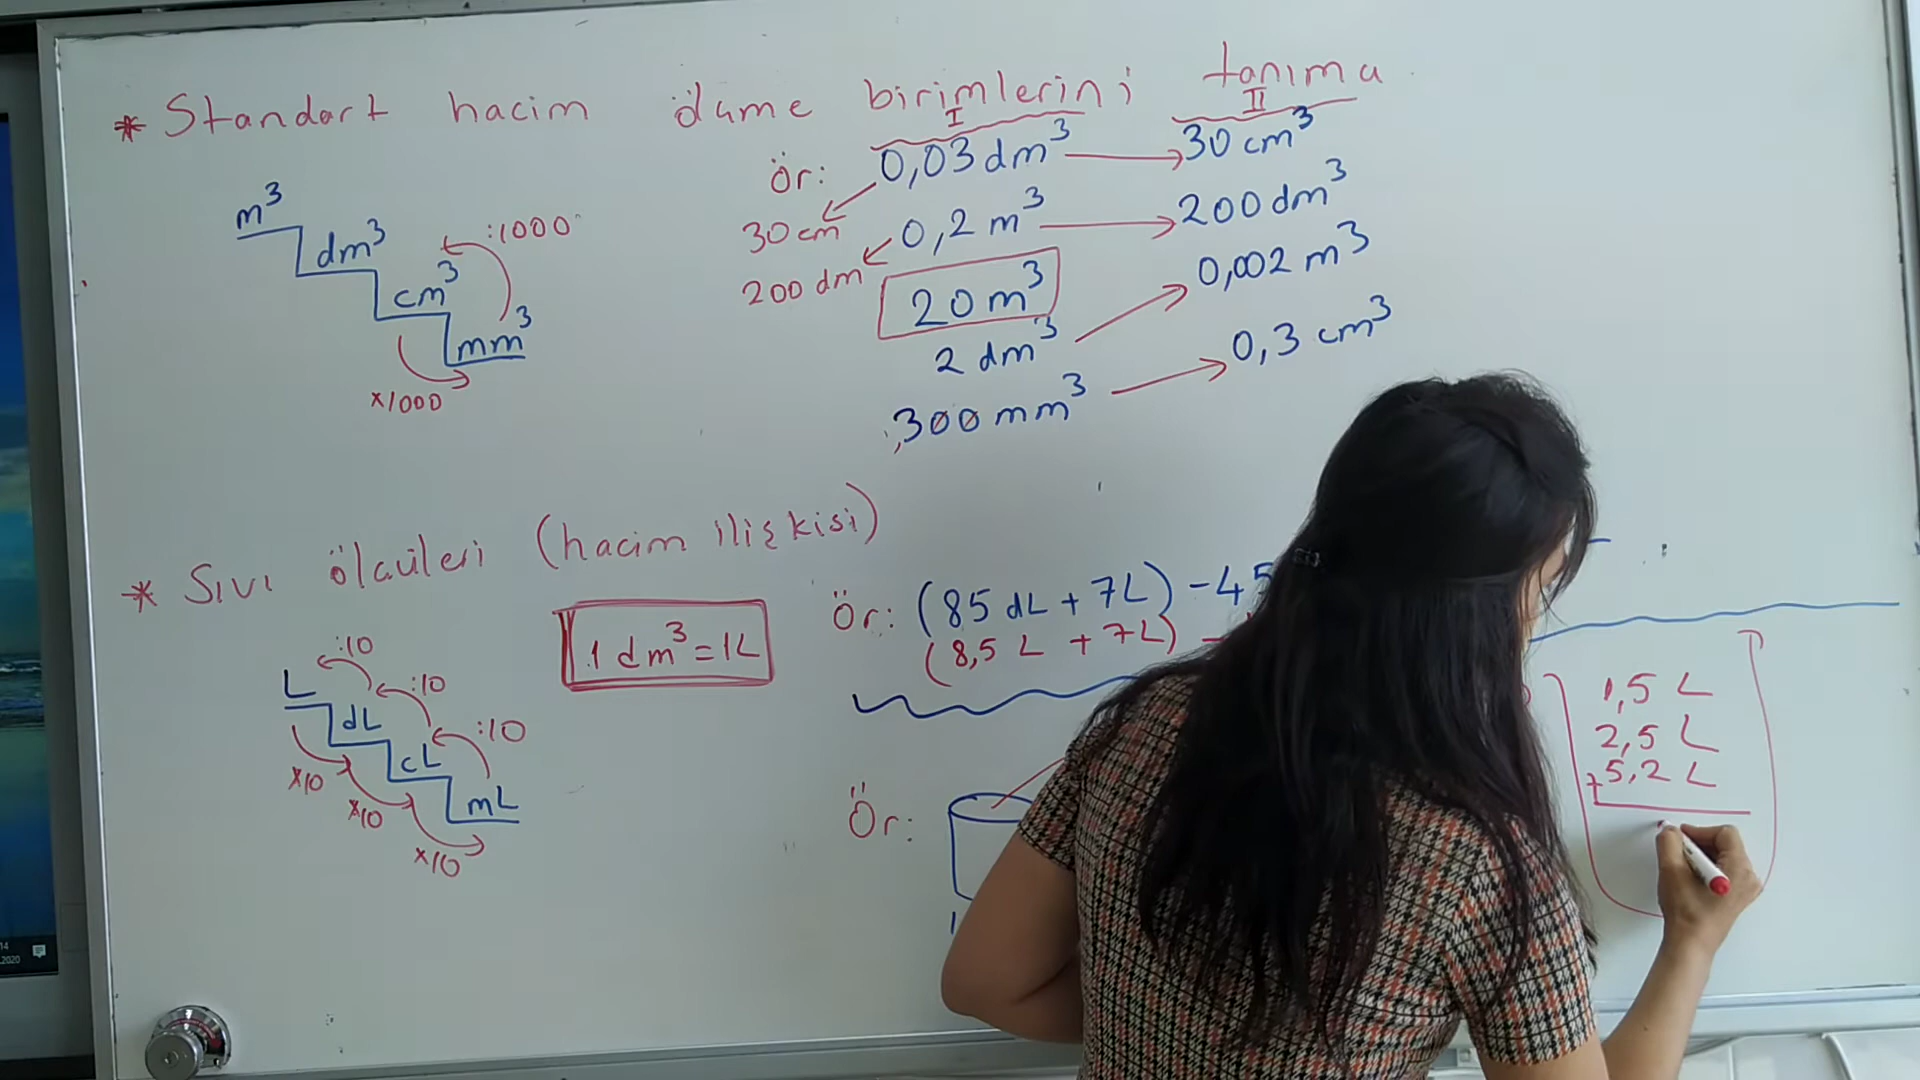 * Standart hacim ölçme birimlerini tanıma
I II
Ör: 0,03 dm³ → 30 cm³
30 cm
0,2 m³ → 200 dm³
200 dm
20 m³
2 dm³ → 0,002 m³
,300 mm³ → 0,3 cm³
m³
dm³
cm³
mm³
:1000
x1000
* Sıvı ölçüleri (hacim ilişkisi)
1 dm³ = 1L
L
dL
cL
mL
:10
:10
:10
x10
x10
x10
Ör: (85 dL + 7L) - 45
(8,5 L + 7L) -
Ör:
1,5 L
2,5 L
+ 5,2 L
14
.2020